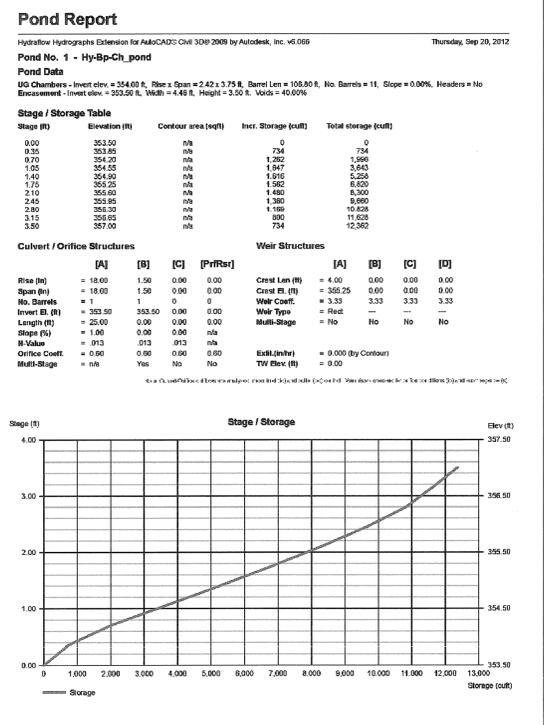 Pond Report
Hydraflow Hydrographs Extension for AutoCAD® Civil 3D® 2009 by Autodesk, Inc. v6.066 Thursday, Sep 20, 2012
Pond No. 1 - Hy-Bp-Ch_pond
Pond Data
UG Chambers - Invert elev. = 354.00 ft, Rise x Span = 2.42 x 3.75 ft, Barrel Len = 106.80 ft, No. Barrels = 11, Slope = 0.00%, Headers = No
Encasement - Invert elev. = 353.50 ft, Width = 4.46 ft, Height = 3.50 ft, Voids = 40.00%
Stage / Storage Table
Stage (ft) Elevation (ft) Contour area (sqft) Incr. Storage (cuft) Total storage (cuft)
0.00 353.50 n/a 0 0
0.35 353.85 n/a 734 734
0.70 354.20 n/a 1,262 1,996
1.05 354.55 n/a 1,647 3,643
1.40 354.90 n/a 1,616 5,258
1.75 355.25 n/a 1,562 6,820
2.10 355.60 n/a 1,480 8,300
2.45 355.95 n/a 1,360 9,660
2.80 356.30 n/a 1,169 10,828
3.15 356.65 n/a 800 11,628
3.50 357.00 n/a 734 12,362
Culvert / Orifice Structures Weir Structures
[A] [B] [C] [PrfRsr] [A] [B] [C] [D]
Rise (in) = 18.00 1.50 0.00 0.00 Crest Len (ft) = 4.00 0.00 0.00 0.00
Span (in) = 18.00 1.50 0.00 0.00 Crest El. (ft) = 355.25 0.00 0.00 0.00
No. Barrels = 1 1 0 0 Weir Coeff. = 3.33 3.33 3.33 3.33
Invert El. (ft) = 353.50 353.50 0.00 0.00 Weir Type = Rect --- --- ---
Length (ft) = 25.00 0.00 0.00 0.00 Multi-Stage = No No No No
Slope (%) = 1.00 0.00 0.00 n/a
N-Value = .013 .013 .013 n/a
Orifice Coeff. = 0.60 0.60 0.60 0.60 Exfil.(in/hr) = 0.000 (by Contour)
Multi-Stage = n/a Yes No No TW Elev. (ft) = 0.00
Stage (ft) Stage / Storage Elev (ft)
4.00 357.50
3.00 356.50
2.00 355.50
1.00 354.50
0.00 353.50
0 1,000 2,000 3,000 4,000 5,000 6,000 7,000 8,000 9,000 10,000 11,000 12,000 13,000
Storage (cuft)
Storage